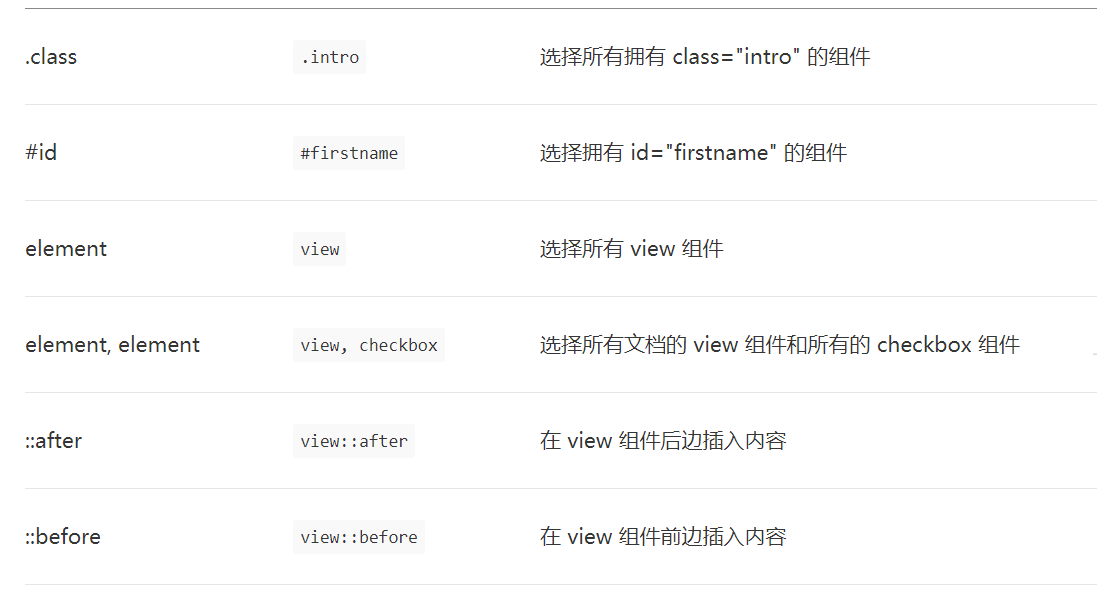 .class .intro 选择所有拥有 class="intro" 的组件
#id #firstname 选择拥有 id="firstname" 的组件
element view 选择所有 view 组件
element, element view, checkbox 选择所有文档的 view 组件和所有的 checkbox 组件
::after view::after 在 view 组件后边插入内容
::before view::before 在 view 组件前边插入内容